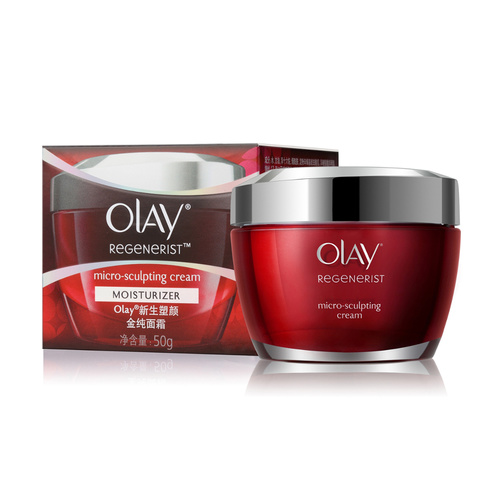 OLAY®
REGENERIST™
micro-sculpting cream
MOISTURIZER
Olay®新生塑颜
金纯面霜
净含量:50g
OLAY®
REGENERIST
micro-sculpting
cream